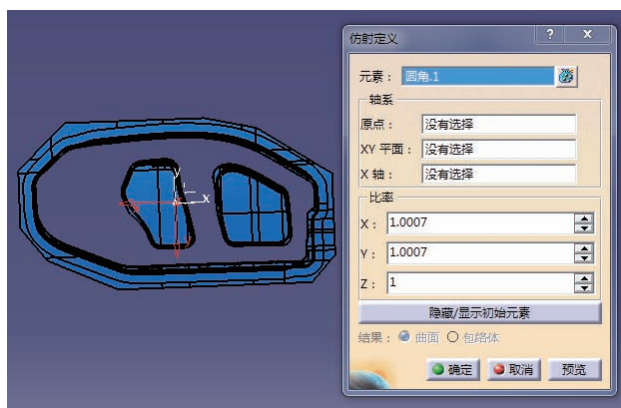 仿射定义
? X
元素： 圆角.1
轴系
原点： 没有选择
XY 平面： 没有选择
X 轴： 没有选择
比率
X： 1.0007
Y： 1.0007
Z： 1
隐藏/显示初始元素
结果： 曲面 包络体
确定 取消 预览
y
x